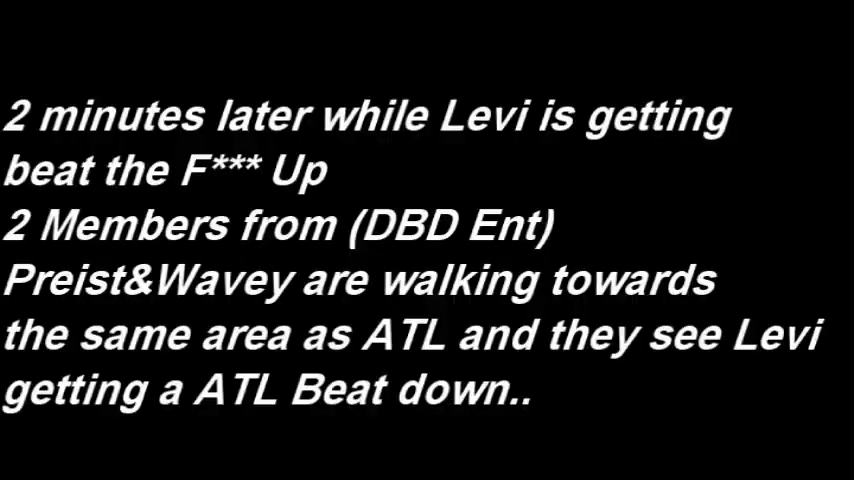 2 minutes later while Levi is getting
beat the F*** Up
2 Members from (DBD Ent)
Preist&Wavey are walking towards
the same area as ATL and they see Levi
getting a ATL Beat down..